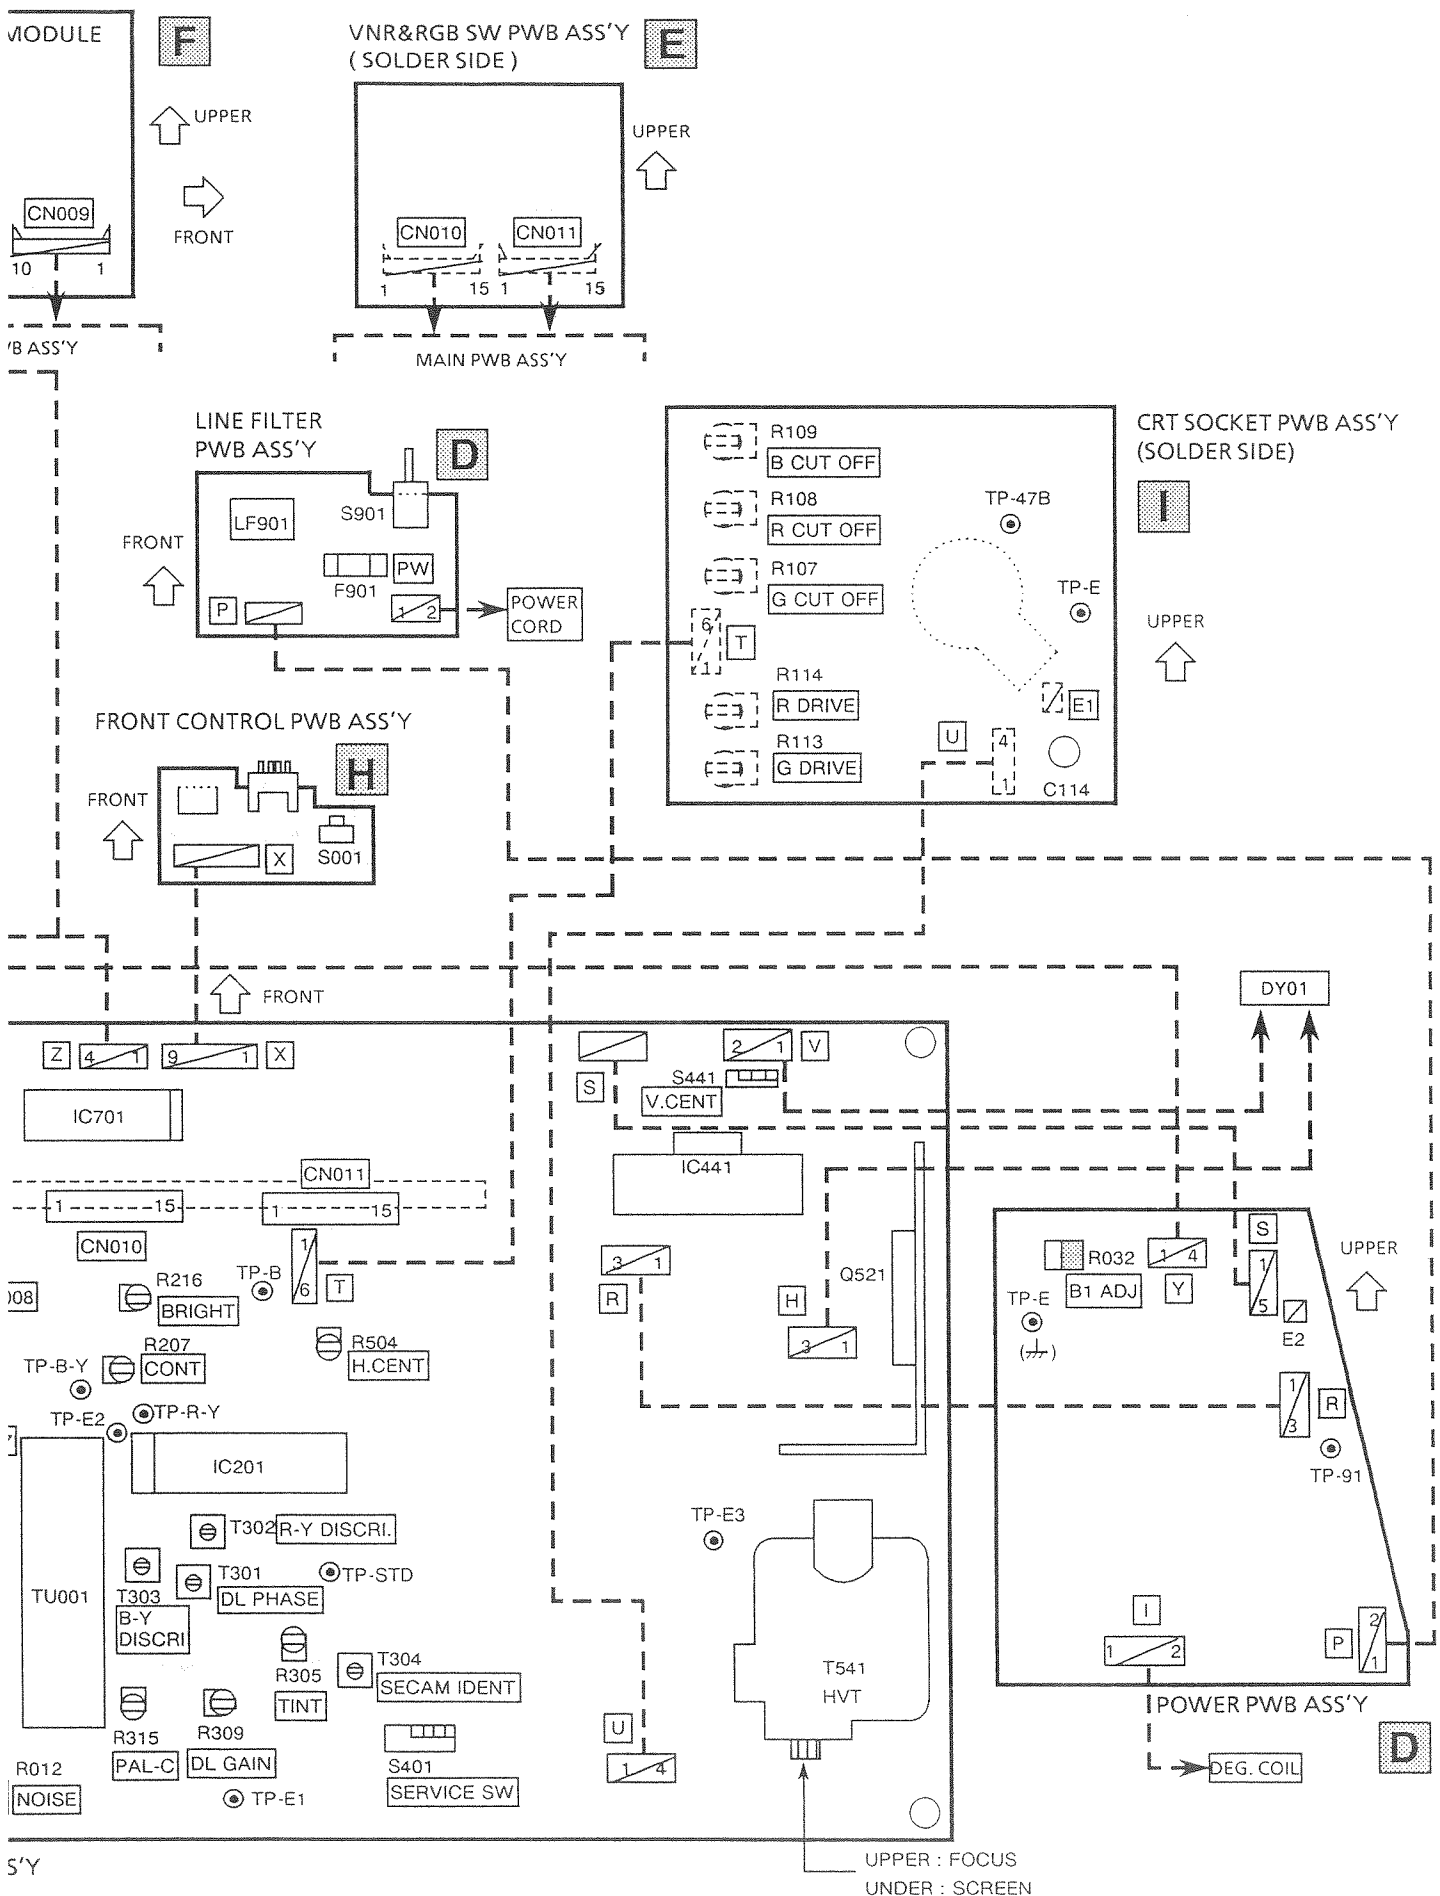 MODULE
F
UPPER
FRONT
CN009
10 1
VNR&RGB SW PWB ASS'Y
( SOLDER SIDE )
E
UPPER
CN010
CN011
1 15 1 15
MAIN PWB ASS'Y
LINE FILTER
PWB ASS'Y
D
LF901
S901
FRONT
F901
PW
P
1 2
POWER
CORD
CRT SOCKET PWB ASS'Y
(SOLDER SIDE)
I
R109
B CUT OFF
R108
R CUT OFF
R107
G CUT OFF
TP-47B
TP-E
UPPER
6
1
T
R114
R DRIVE
R113
G DRIVE
U
4
1
E1
C114
FRONT CONTROL PWB ASS'Y
H
FRONT
X
S001
FRONT
DY01
Z
4 1
9 1
X
IC701
CN011
1 15
1 15
CN010
TP-B
1
6
T
R216
BRIGHT
008
R207
CONT
R504
H.CENT
TP-B-Y
TP-R-Y
TP-E2
IC201
T302
R-Y DISCRI.
T301
DL PHASE
TP-STD
TU001
T303
B-Y
DISCRI
R305
TINT
T304
SECAM IDENT
R315
PAL-C
R309
DL GAIN
S401
SERVICE SW
R012
NOISE
TP-E1
S
2 1
V
S441
V.CENT
IC441
3 1
R
H
3 1
Q521
TP-E3
T541
HVT
U
1 4
UPPER : FOCUS
UNDER : SCREEN
R032
B1 ADJ
1 4
Y
S
1
5
E2
UPPER
TP-E
1
3
R
TP-91
I
1 2
P
2
1
POWER PWB ASS'Y
D
DEG. COIL
S'Y